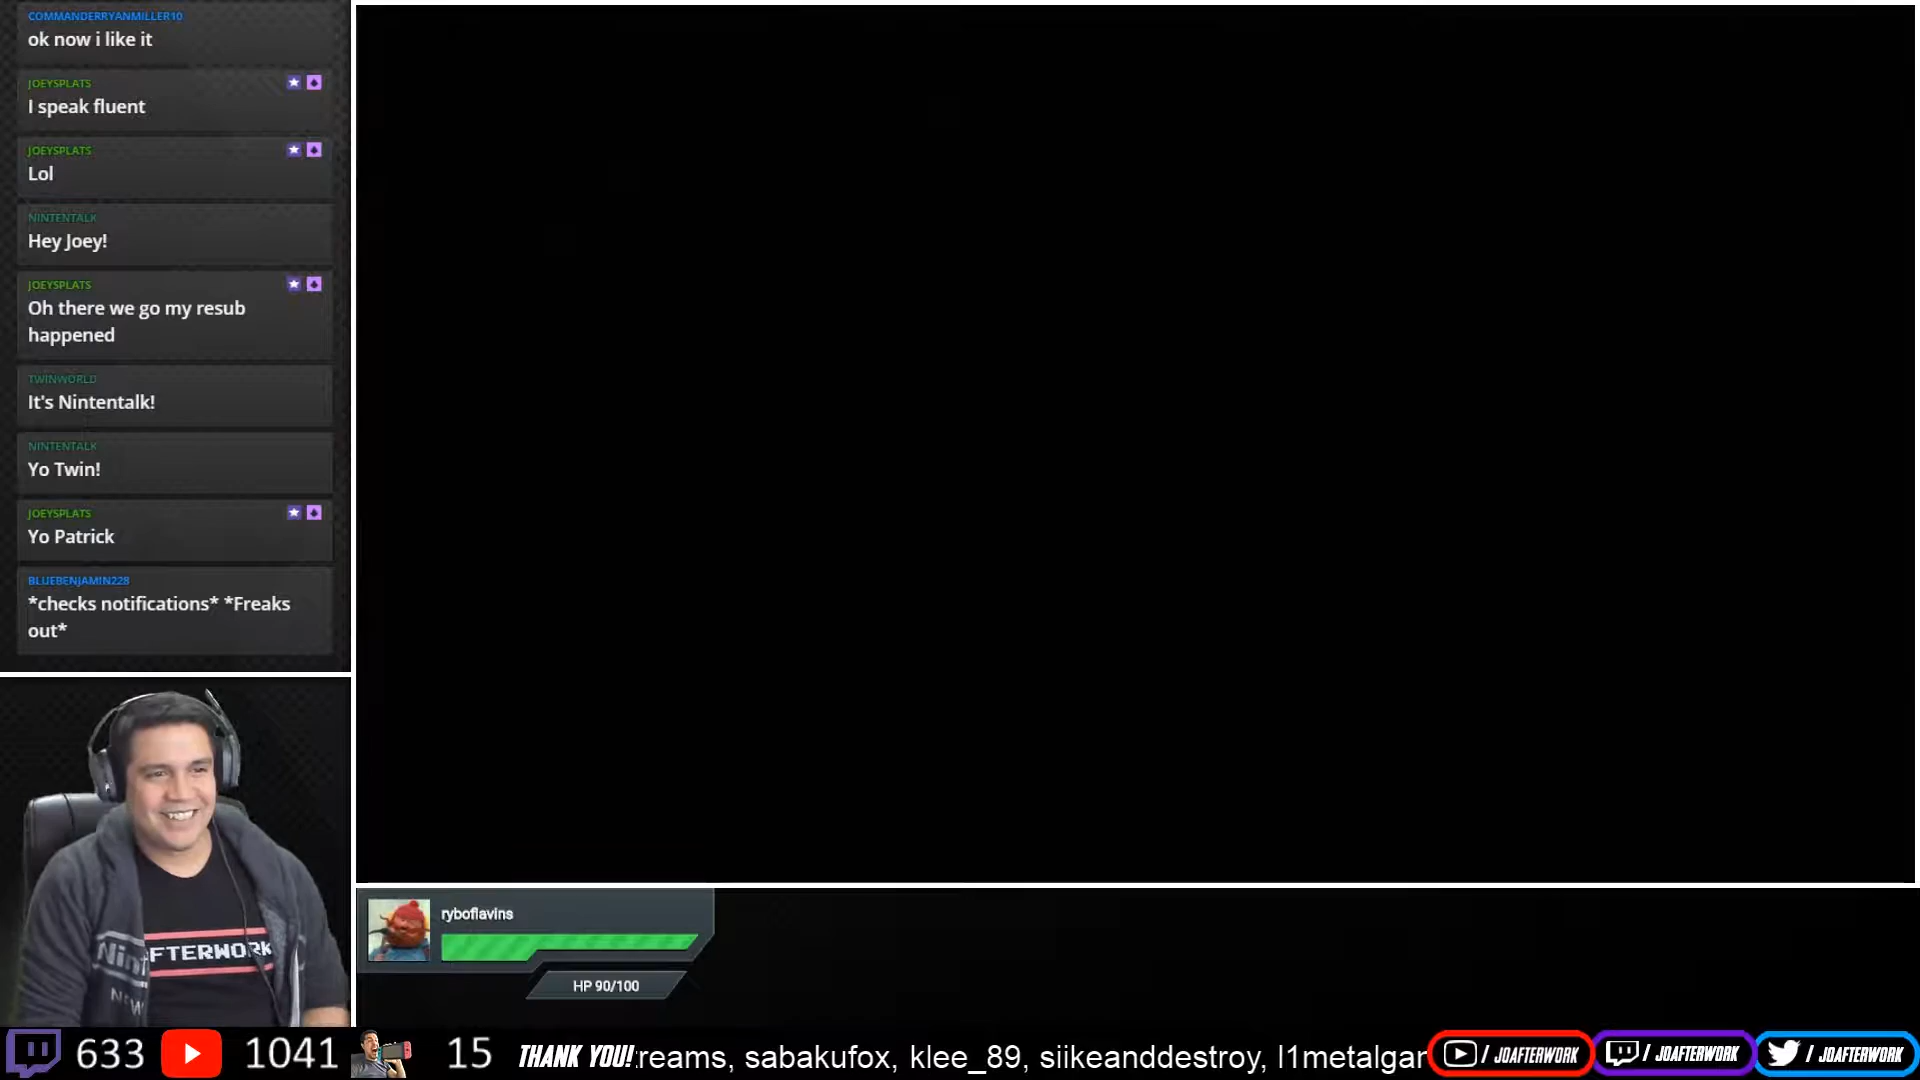 COMMANDERRYANMILLER10
ok now i like it
JOEYSPLATS
I speak fluent
JOEYSPLATS
Lol
NINTENTALK
Hey Joey!
JOEYSPLATS
Oh there we go my resub
happened
TWINWORLD
It's Nintentalk!
NINTENTALK
Yo Twin!
JOEYSPLATS
Yo Patrick
BLUEBENJAMIN228
*checks notifications* *Freaks
out*
AFTERWORK
ryboflavins
HP 90/100
633
1041
15
THANK YOU!
reams, sabakufox, klee_89, siikeanddestroy, l1metalgar
/ JOAFTERWORK
/ JOAFTERWORK
/ JOAFTERWORK